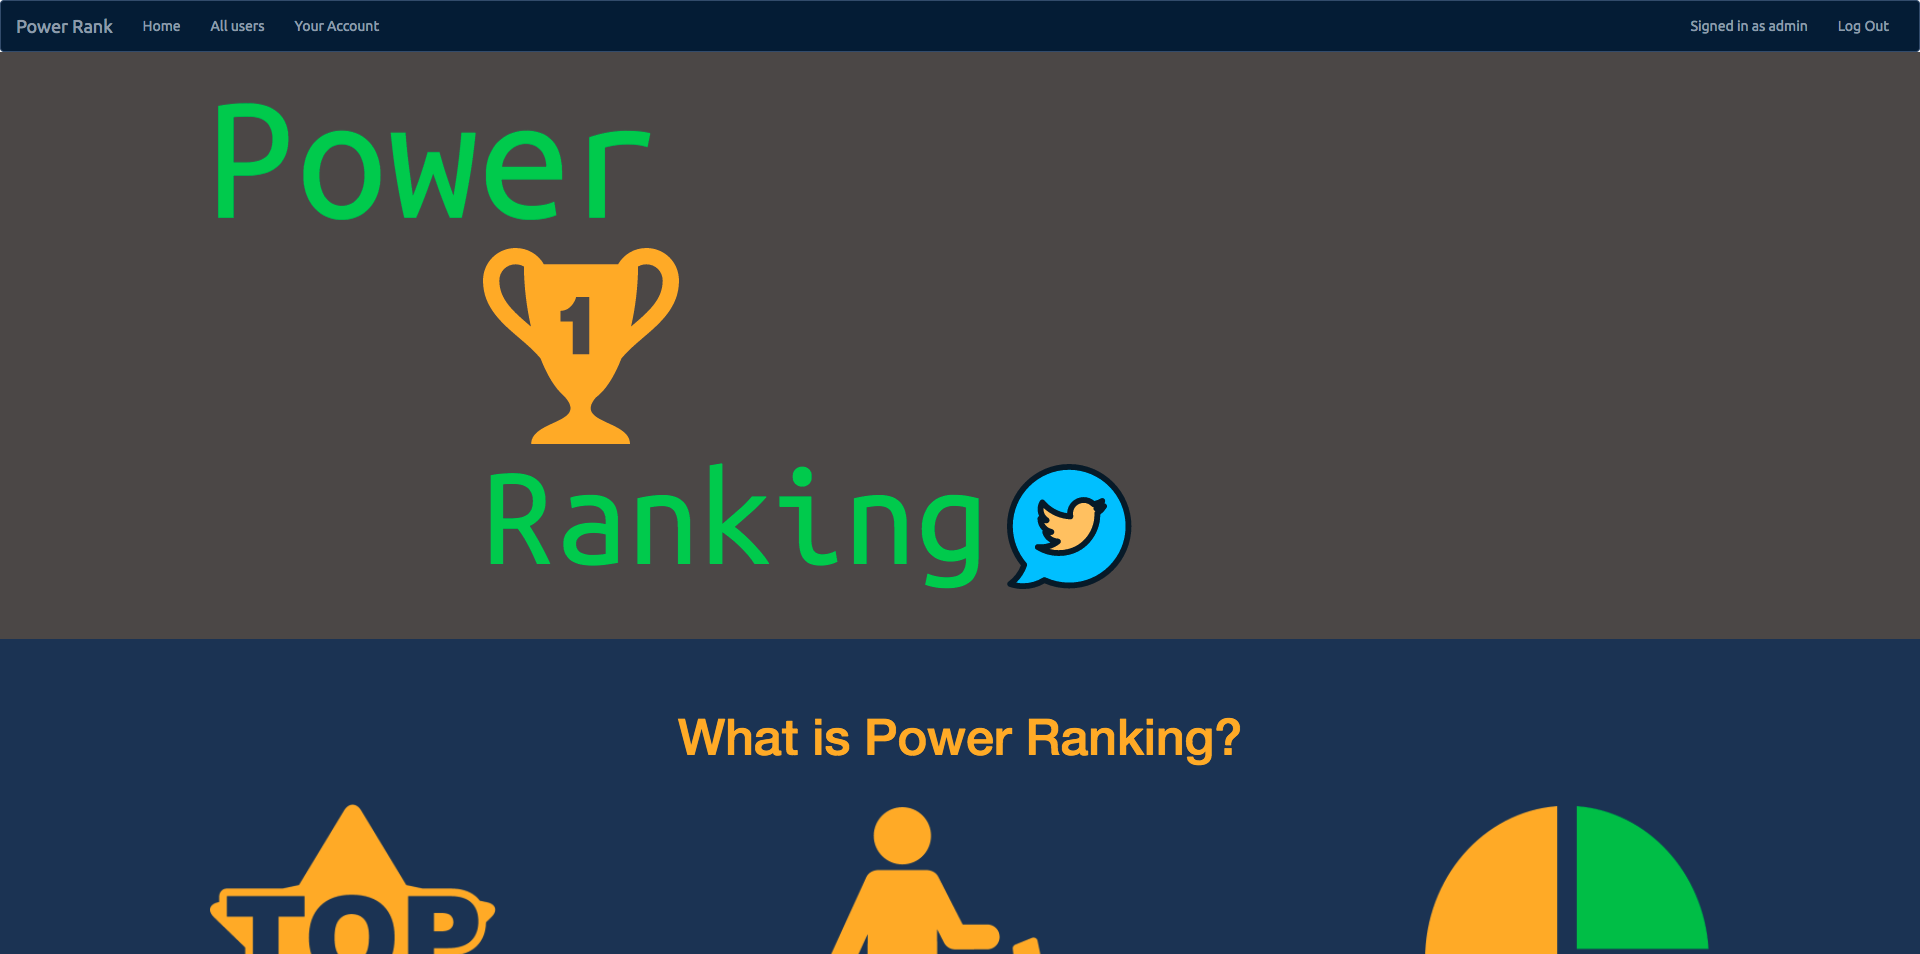 Power Rank Home All users Your Account Signed in as admin Log Out
Power
1
Ranking
What is Power Ranking?
TOP